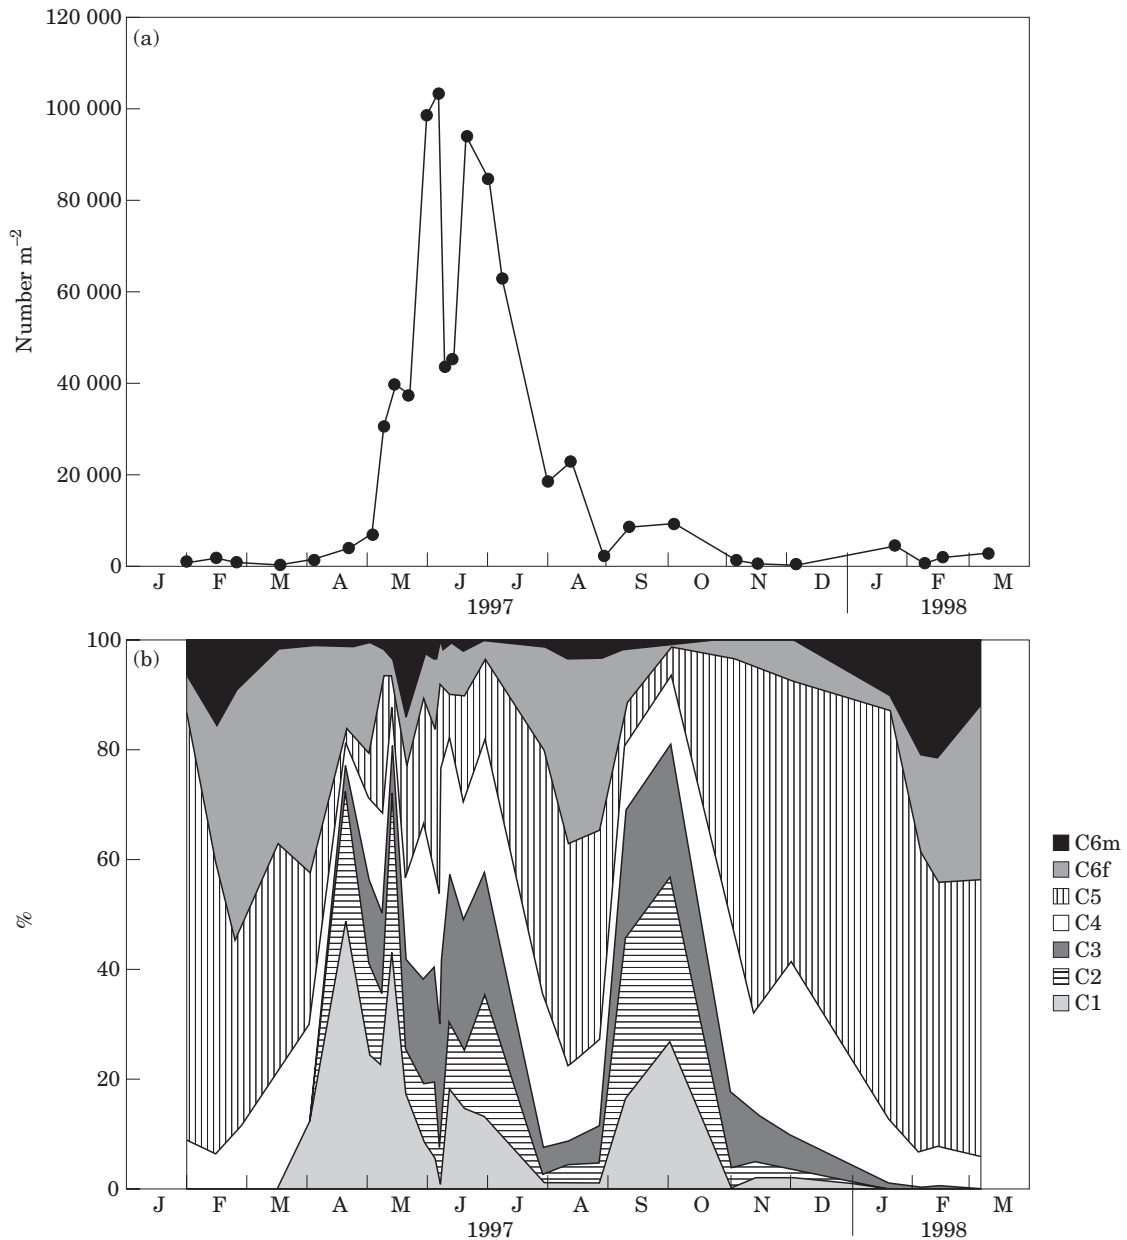 120 000
(a)
100 000
80 000
60 000
40 000
20 000
0
Number m⁻²
J F M A M J J A S O N D J F M
1997 1998
100
(b)
80
60
40
20
0
%
C6m
C6f
C5
C4
C3
C2
C1
J F M A M J J A S O N D J F M
1997 1998